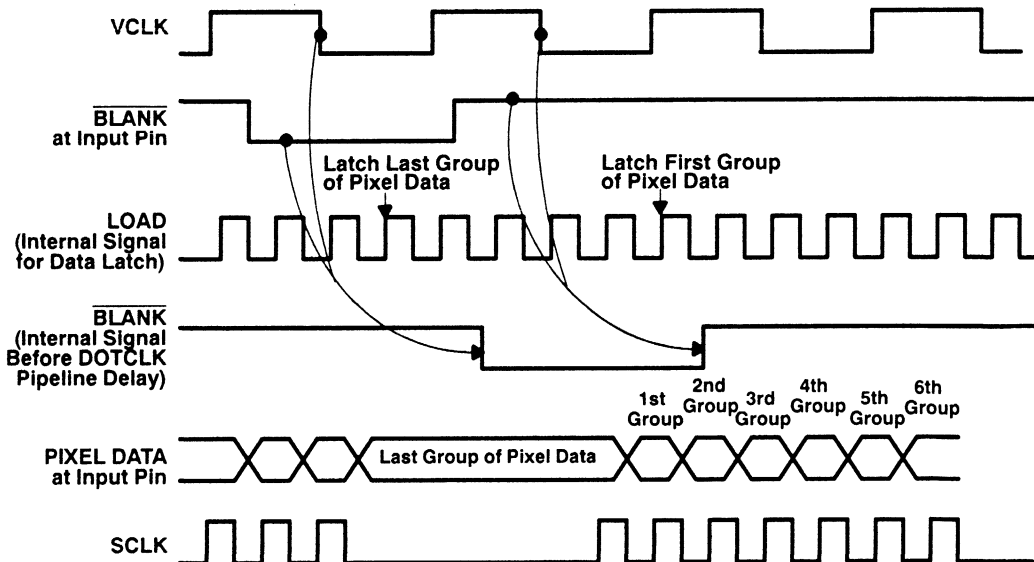 VCLK
BLANK
at Input Pin
Latch Last Group
of Pixel Data
Latch First Group
of Pixel Data
LOAD
(Internal Signal
for Data Latch)
BLANK
(Internal Signal
Before DOTCLK
Pipeline Delay)
1st
Group
2nd
Group
3rd
Group
4th
Group
5th
Group
6th
Group
PIXEL DATA
at Input Pin
Last Group of Pixel Data
SCLK